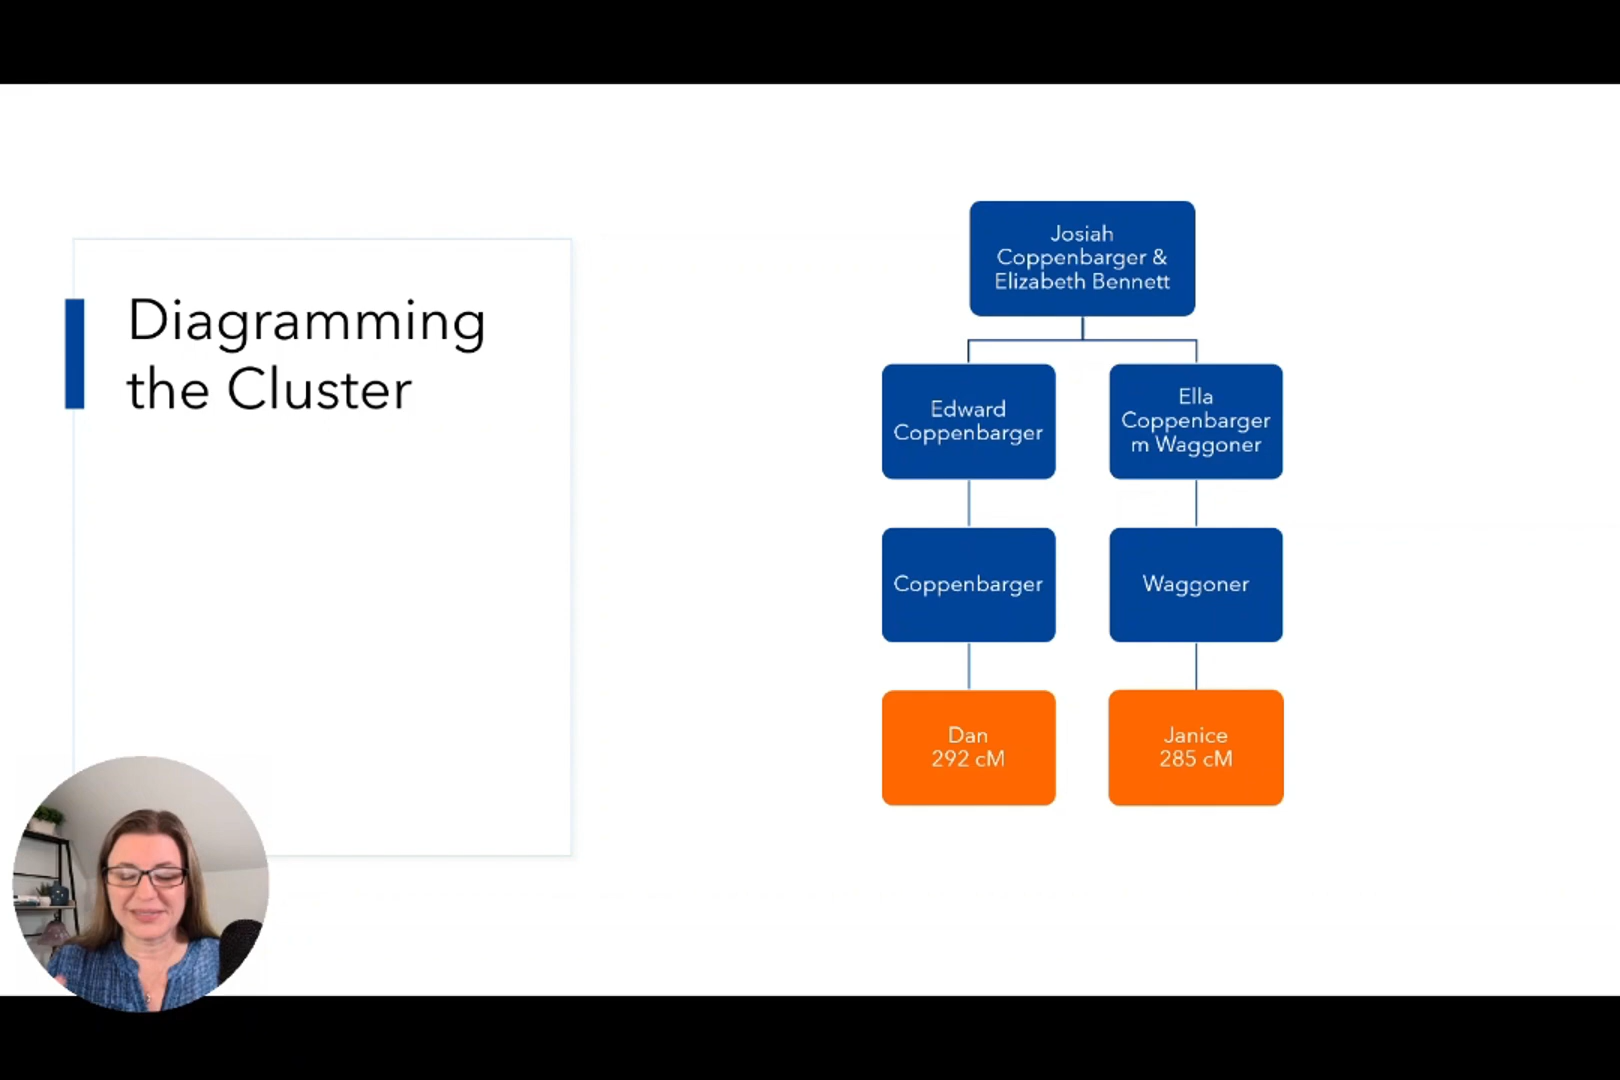 Diagramming
the Cluster
Josiah
Coppenbarger &
Elizabeth Bennett
Edward
Coppenbarger
Ella
Coppenbarger
m Waggoner
Coppenbarger
Waggoner
Dan
292 cM
Janice
285 cM